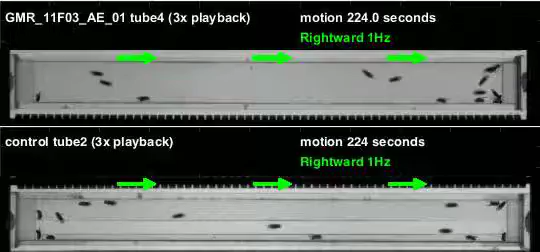 GMR_11F03_AE_01 tube4 (3x playback)
motion 224.0 seconds
Rightward 1Hz
control tube2 (3x playback)
motion 224 seconds
Rightward 1Hz